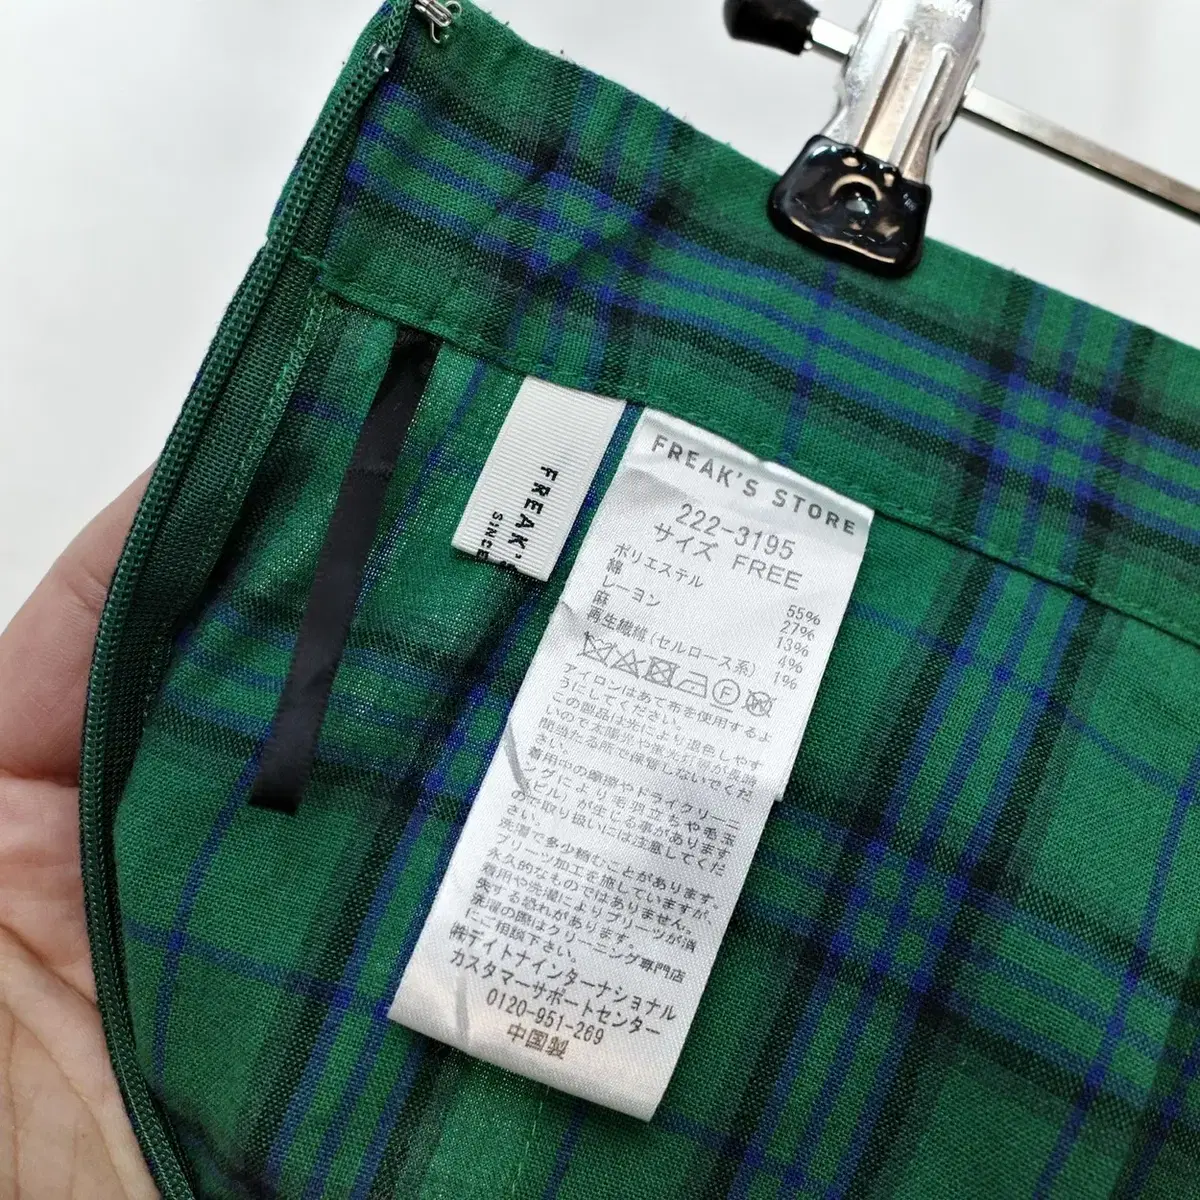 FREAK'S
SINCE
FREAK'S STORE
222-3195
サイズ FREE
ポリエステル 55%
綿 27%
レーヨン 13%
麻 4%
再生繊維(セルロース系) 1%
F
アイロンはあて布を使用するよ
うにしてください。
この製品は光により退色しやす
いので太陽光や蛍光灯等が長時
間当たる所で保管しないでくだ
さい。
着用中の摩擦やドライクリーニ
ングにより毛羽立ちや毛玉
(ピル)が生じる事があります
ので取り扱いには注意してくだ
さい。
洗濯で多少縮むことがあります。
プリーツ加工を施していますが、
永久的なものではありません。
着用や洗濯によりプリーツが消
失する恐れがあります。
洗濯の際はクリーニング専門店
にご相談下さい。
㈱デイトナインターナショナル
カスタマーサポートセンター
0120-951-269
中国製